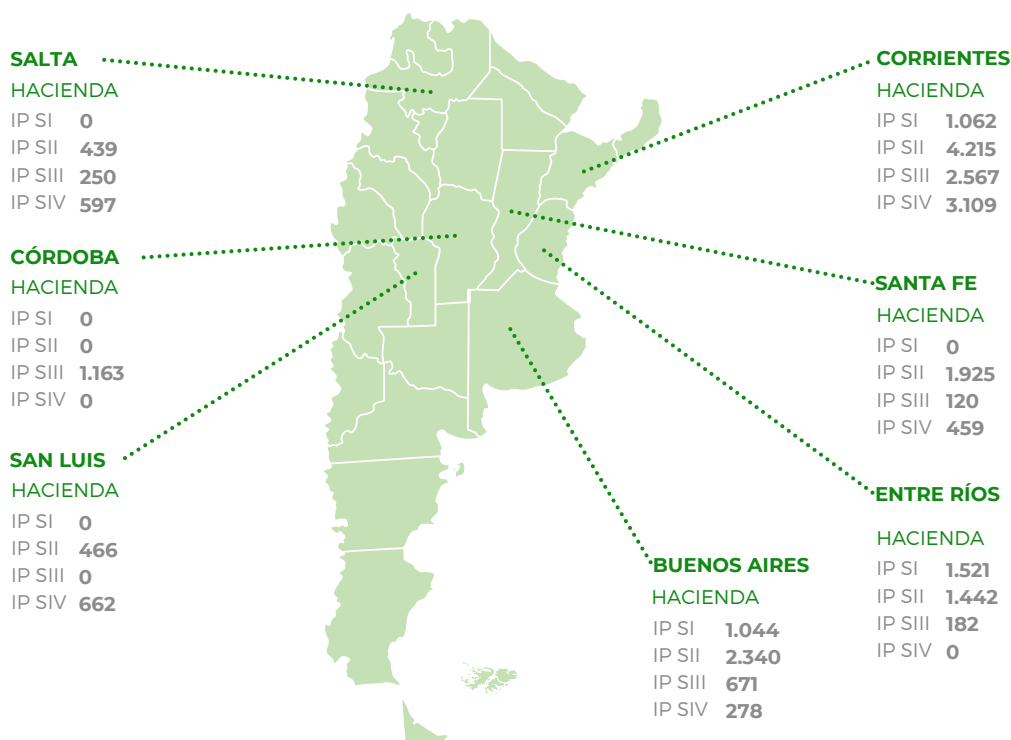 SALTA
HACIENDA
IP SI 0
IP SII 439
IP SIII 250
IP SIV 597
CÓRDOBA
HACIENDA
IP SI 0
IP SII 0
IP SIII 1.163
IP SIV 0
SAN LUIS
HACIENDA
IP SI 0
IP SII 466
IP SIII 0
IP SIV 662
CORRIENTES
HACIENDA
IP SI 1.062
IP SII 4.215
IP SIII 2.567
IP SIV 3.109
SANTA FE
HACIENDA
IP SI 0
IP SII 1.925
IP SIII 120
IP SIV 459
ENTRE RÍOS
HACIENDA
IP SI 1.521
IP SII 1.442
IP SIII 182
IP SIV 0
BUENOS AIRES
HACIENDA
IP SI 1.044
IP SII 2.340
IP SIII 671
IP SIV 278